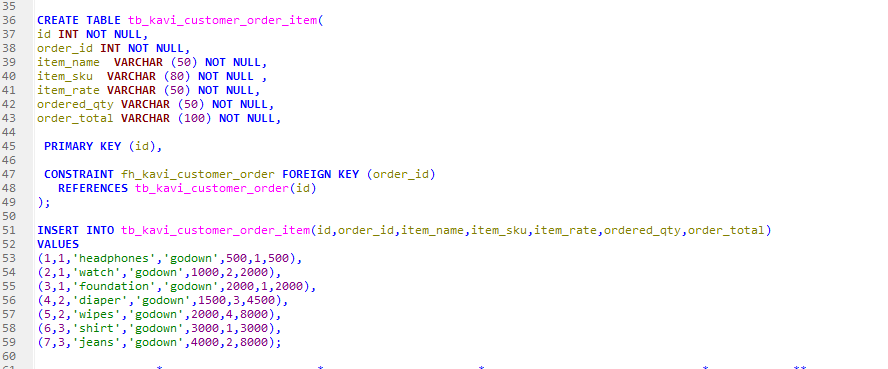 35
36 CREATE TABLE tb_kavi_customer_order_item(
37 id INT NOT NULL,
38 order_id INT NOT NULL,
39 item_name  VARCHAR (50) NOT NULL,
40 item_sku  VARCHAR (80) NOT NULL ,
41 item_rate VARCHAR (50) NOT NULL,
42 ordered_qty VARCHAR (50) NOT NULL,
43 order_total VARCHAR (100) NOT NULL,
44
45  PRIMARY KEY (id),
46
47  CONSTRAINT fh_kavi_customer_order FOREIGN KEY (order_id)
48    REFERENCES tb_kavi_customer_order(id)
49 );
50
51 INSERT INTO tb_kavi_customer_order_item(id,order_id,item_name,item_sku,item_rate,ordered_qty,order_total)
52 VALUES
53 (1,1,'headphones','godown',500,1,500),
54 (2,1,'watch','godown',1000,2,2000),
55 (3,1,'foundation','godown',2000,1,2000),
56 (4,2,'diaper','godown',1500,3,4500),
57 (5,2,'wipes','godown',2000,4,8000),
58 (6,3,'shirt','godown',3000,1,3000),
59 (7,3,'jeans','godown',4000,2,8000);
60